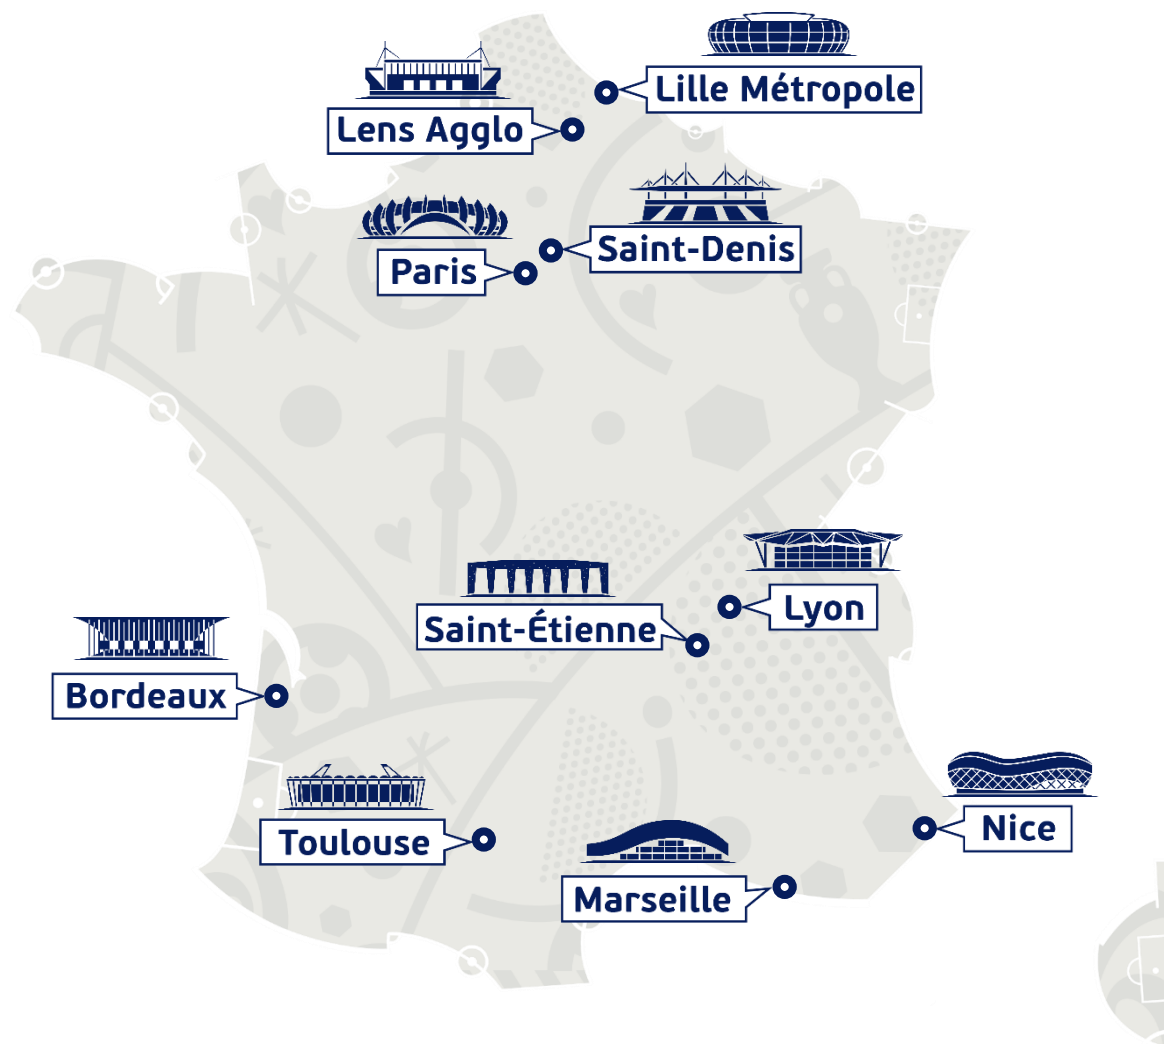 Lille Métropole
Lens Agglo
Saint-Denis
Paris
Lyon
Saint-Étienne
Bordeaux
Nice
Toulouse
Marseille